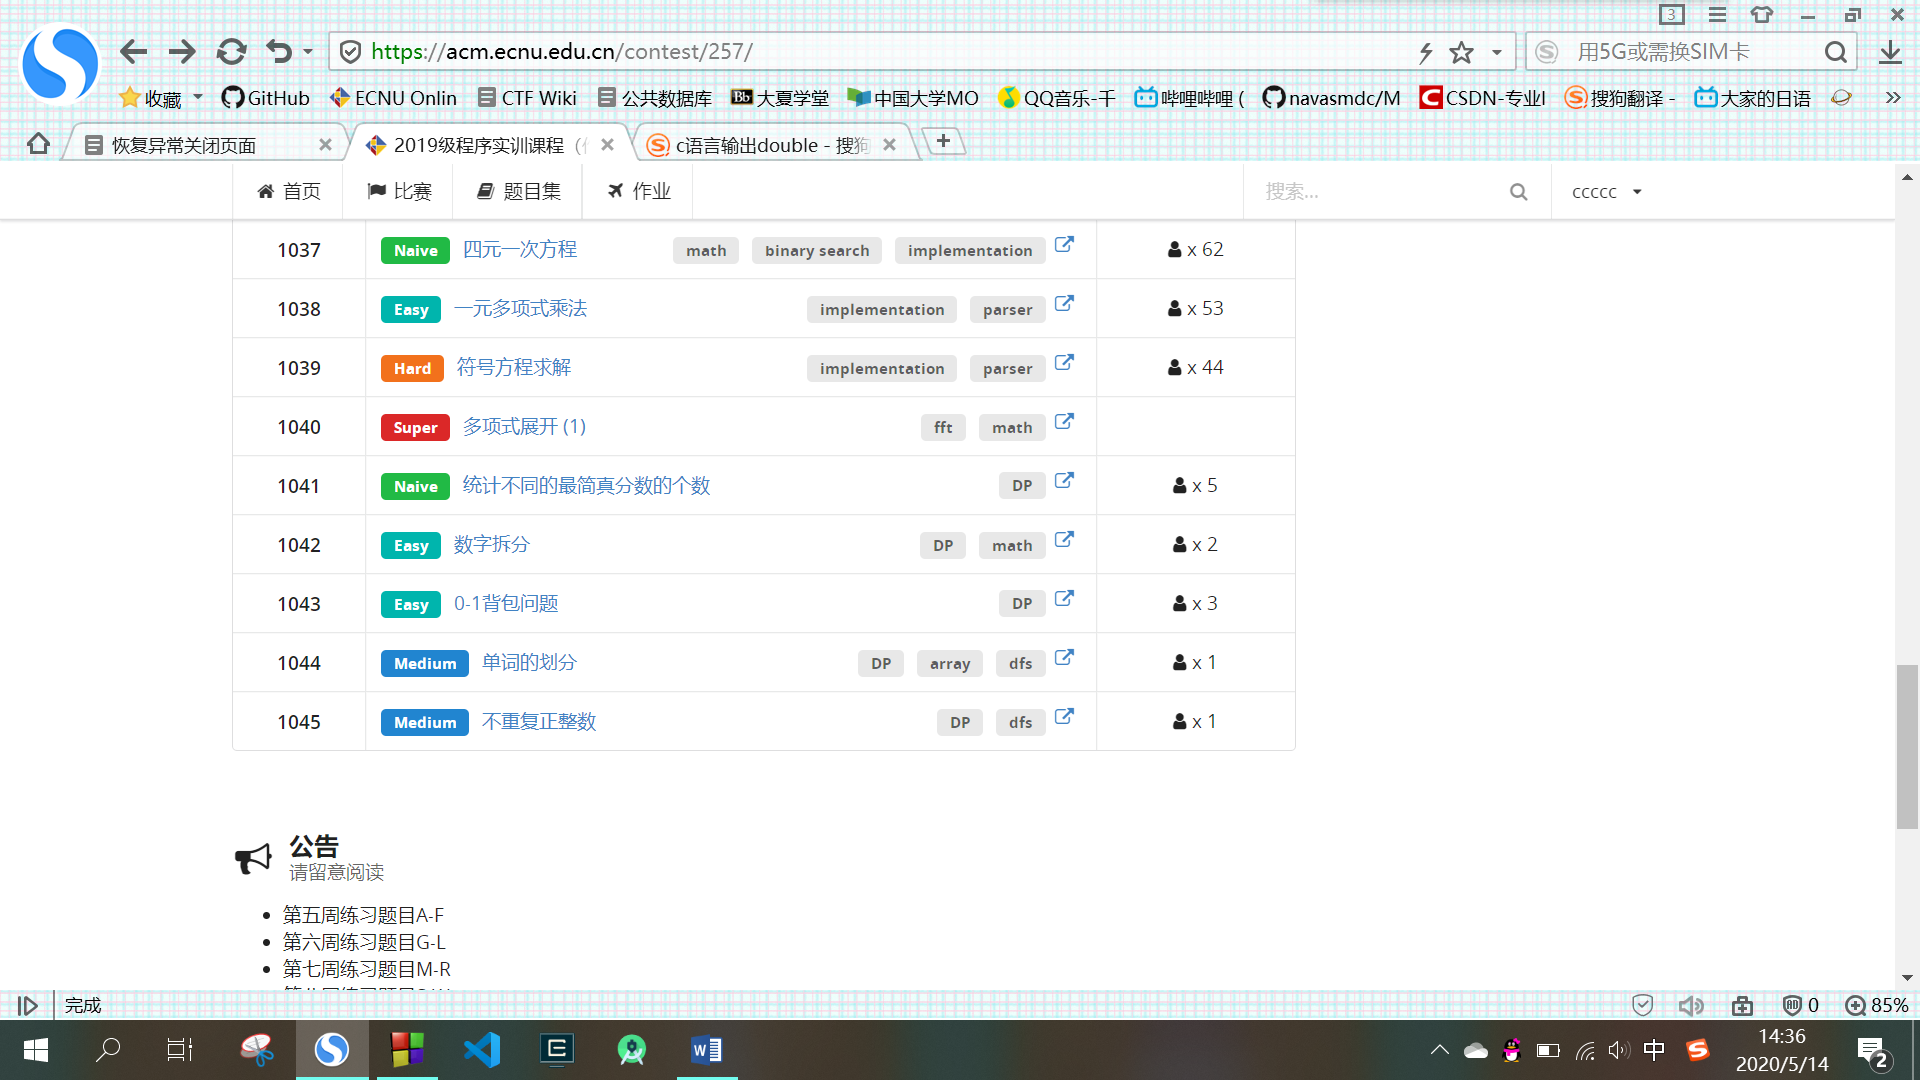 3
https://acm.ecnu.edu.cn/contest/257/
用5G或需换SIM卡
收藏 GitHub ECNU Onlin CTF Wiki 公共数据库 Bb 大夏学堂 中国大学MO QQ音乐-千 哔哩哔哩 ( navasmdc/M CSDN-专业I 搜狗翻译 - 大家的日语
恢复异常关闭页面 2019级程序实训课程 c语言输出double - 搜狗
首页 比赛 题目集 作业 搜索... ccccc
1037 Naive 四元一次方程 math binary search implementation x 62
1038 Easy 一元多项式乘法 implementation parser x 53
1039 Hard 符号方程求解 implementation parser x 44
1040 Super 多项式展开 (1) fft math
1041 Naive 统计不同的最简真分数的个数 DP x 5
1042 Easy 数字拆分 DP math x 2
1043 Easy 0-1背包问题 DP x 3
1044 Medium 单词的划分 DP array dfs x 1
1045 Medium 不重复正整数 DP dfs x 1
公告
请留意阅读
第五周练习题目A-F
第六周练习题目G-L
第七周练习题目M-R
完成 0 85%
中 14:36
2020/5/14 2